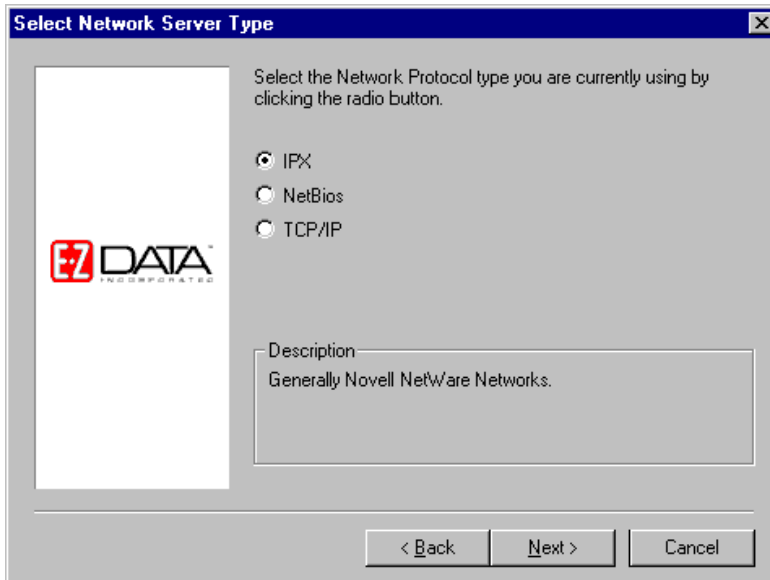 Select Network Server Type
Select the Network Protocol type you are currently using by
clicking the radio button.
IPX
NetBios
TCP/IP
E·Z DATA™
INCORPORATED
Description
Generally Novell NetWare Networks.
< Back
Next >
Cancel